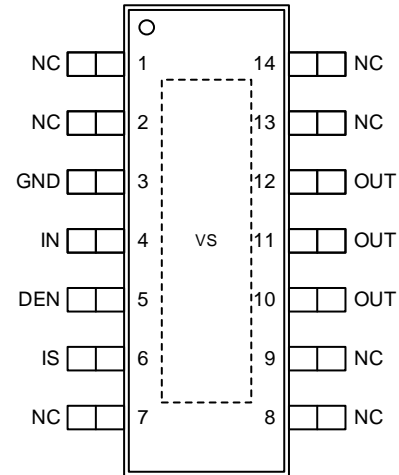 NC 1 14 NC
NC 2 13 NC
GND 3 12 OUT
IN 4 VS 11 OUT
DEN 5 10 OUT
IS 6 9 NC
NC 7 8 NC